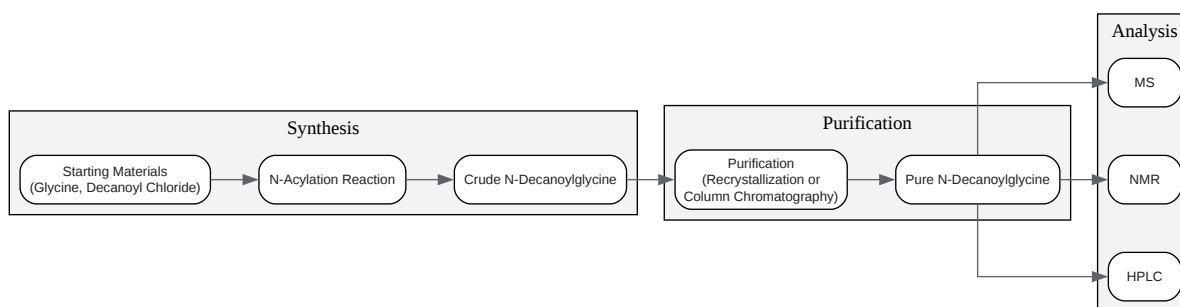 Synthesis
Starting Materials
(Glycine, Decanoyl Chloride)
N-Acylation Reaction
Crude N-Decanoylglycine
Purification
Purification
(Recrystallization or
Column Chromatography)
Pure N-Decanoylglycine
Analysis
MS
NMR
HPLC